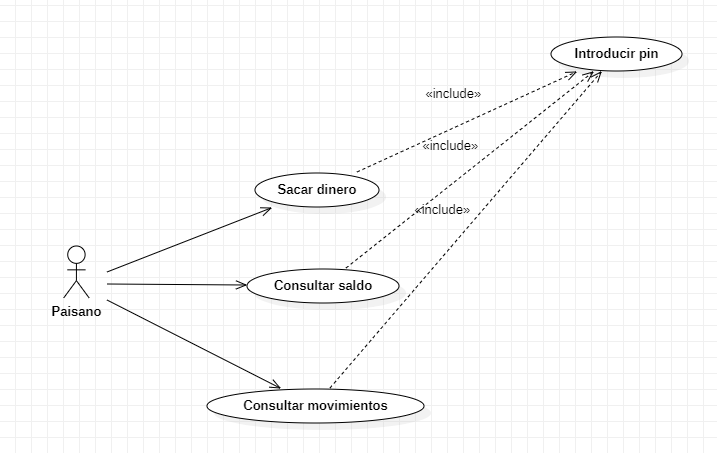 Introducir pin
«include»
«include»
Sacar dinero
«include»
Consultar saldo
Paisano
Consultar movimientos